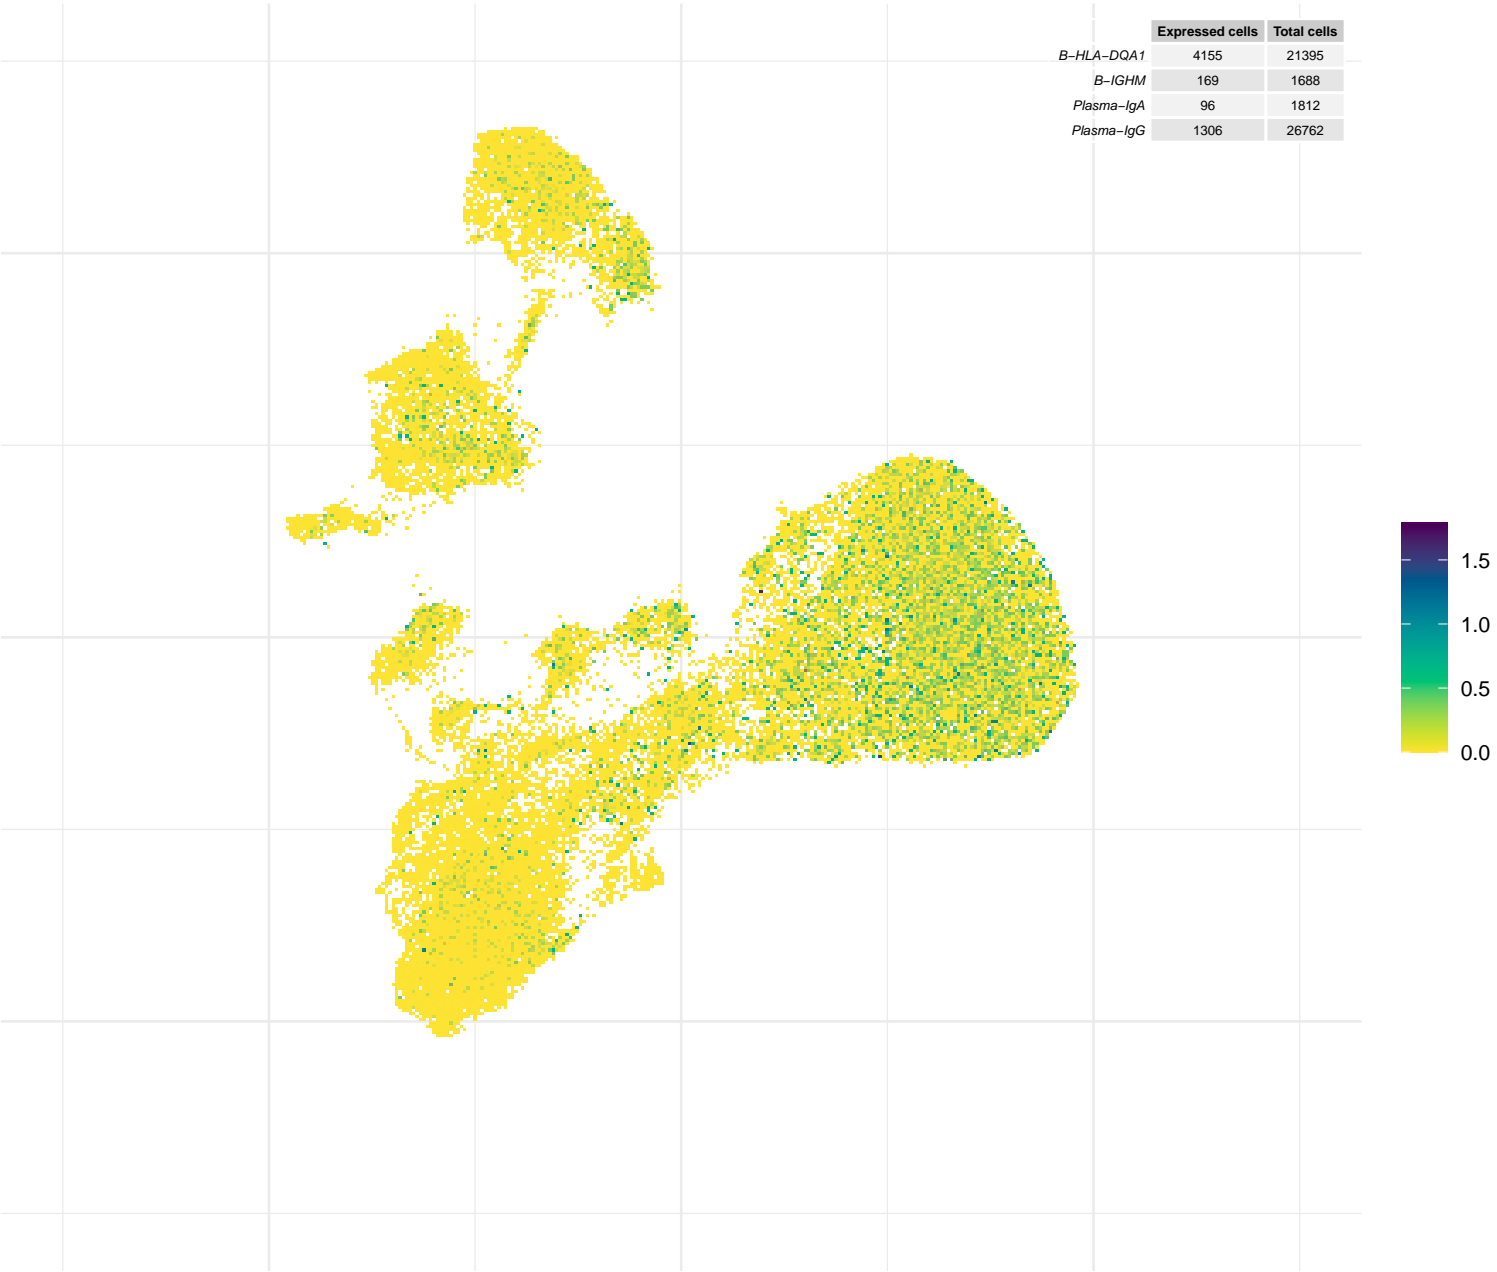 Expressed cells Total cells
B−HLA−DQA1 4155 21395
B−IGHM 169 1688
Plasma−IgA 96 1812
Plasma−IgG 1306 26762
1.5
1.0
0.5
0.0